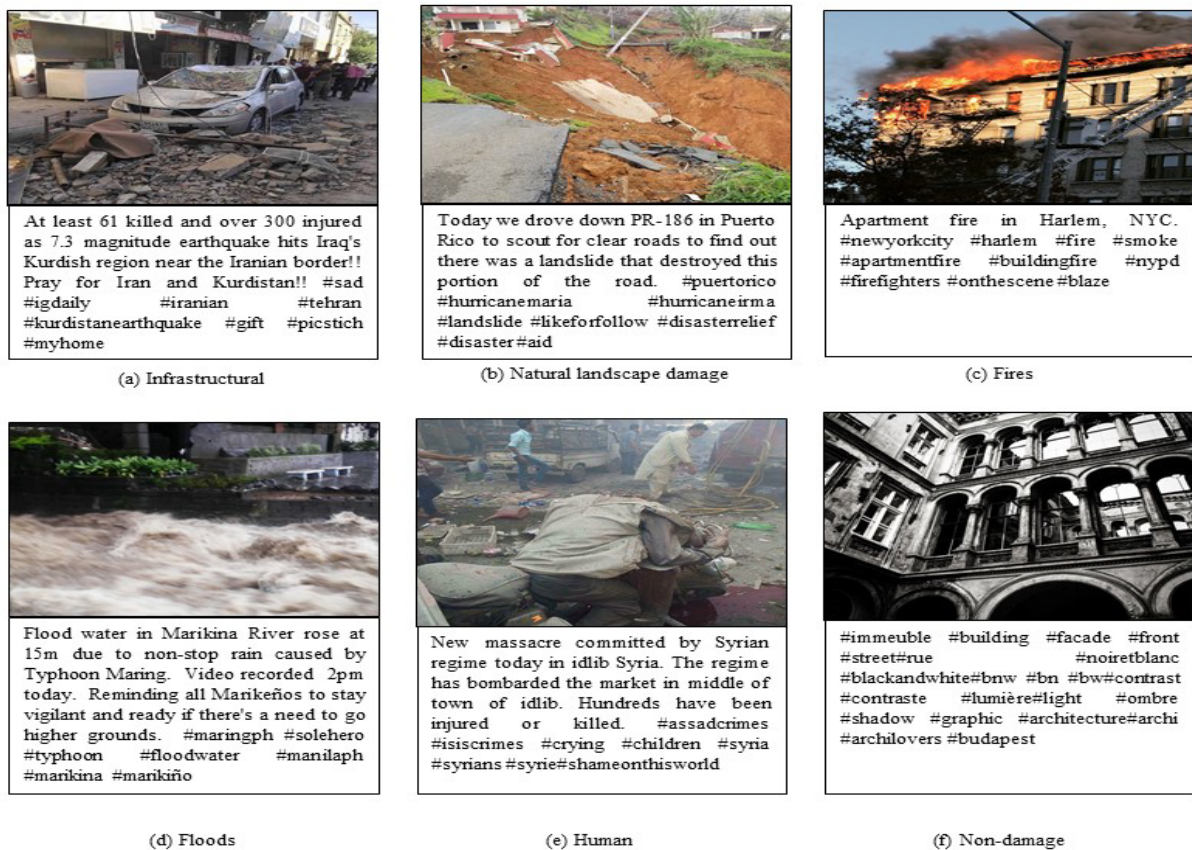 At least 61 killed and over 300 injured
as 7.3 magnitude earthquake hits Iraq's
Kurdish region near the Iranian border!!
Pray for Iran and Kurdistan!! #sad
#igdaily #iranian #tehran
#kurdistanearthquake #gift #picstich
#myhome
(a) Infrastructural
Today we drove down PR-186 in Puerto
Rico to scout for clear roads to find out
there was a landslide that destroyed this
portion of the road. #puertorico
#hurricanemaria #hurricaneirma
#landslide #likeforfollow #disasterrelief
#disaster #aid
(b) Natural landscape damage
Apartment fire in Harlem, NYC.
#newyorkcity #harlem #fire #smoke
#apartmentfire #buildingfire #nypd
#firefighters #onthescene #blaze
(c) Fires
Flood water in Marikina River rose at
15m due to non-stop rain caused by
Typhoon Maring. Video recorded 2pm
today. Reminding all Marikeños to stay
vigilant and ready if there's a need to go
higher grounds. #maringph #solehero
#typhoon #floodwater #manilaph
#marikina #marikiño
(d) Floods
New massacre committed by Syrian
regime today in idlib Syria. The regime
has bombarded the market in middle of
town of idlib. Hundreds have been
injured or killed. #assadcrimes
#isiscrimes #crying #children #syria
#syrians #syrie#shameonthisworld
(e) Human
#immeuble #building #facade #front
#street#rue #noiretblanc
#blackandwhite#bnw #bn #bw#contrast
#contraste #lumière#light #ombre
#shadow #graphic #architecture#archi
#archilovers #budapest
(f) Non-damage